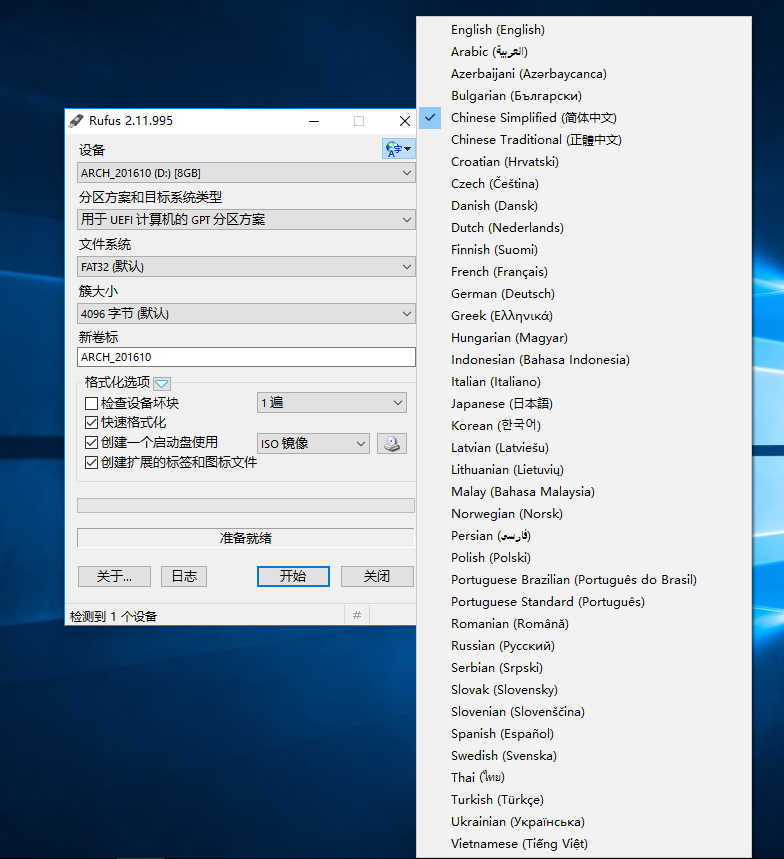 Rufus 2.11.995
设备
ARCH_201610 (D:) [8GB]
分区方案和目标系统类型
用于 UEFI 计算机的 GPT 分区方案
文件系统
FAT32 (默认)
簇大小
4096 字节 (默认)
新卷标
ARCH_201610
格式化选项
检查设备坏块
1 遍
快速格式化
创建一个启动盘使用
ISO 镜像
创建扩展的标签和图标文件
准备就绪
关于...
日志
开始
关闭
检测到 1 个设备
#
English (English)
Arabic (العربية)
Azerbaijani (Azərbaycanca)
Bulgarian (Български)
Chinese Simplified (简体中文)
Chinese Traditional (正體中文)
Croatian (Hrvatski)
Czech (Čeština)
Danish (Dansk)
Dutch (Nederlands)
Finnish (Suomi)
French (Français)
German (Deutsch)
Greek (Ελληνικά)
Hungarian (Magyar)
Indonesian (Bahasa Indonesia)
Italian (Italiano)
Japanese (日本語)
Korean (한국어)
Latvian (Latviešu)
Lithuanian (Lietuvių)
Malay (Bahasa Malaysia)
Norwegian (Norsk)
Persian (فارسی)
Polish (Polski)
Portuguese Brazilian (Português do Brasil)
Portuguese Standard (Português)
Romanian (Română)
Russian (Русский)
Serbian (Srpski)
Slovak (Slovensky)
Slovenian (Slovenščina)
Spanish (Español)
Swedish (Svenska)
Thai (ไทย)
Turkish (Türkçe)
Ukrainian (Українська)
Vietnamese (Tiếng Việt)